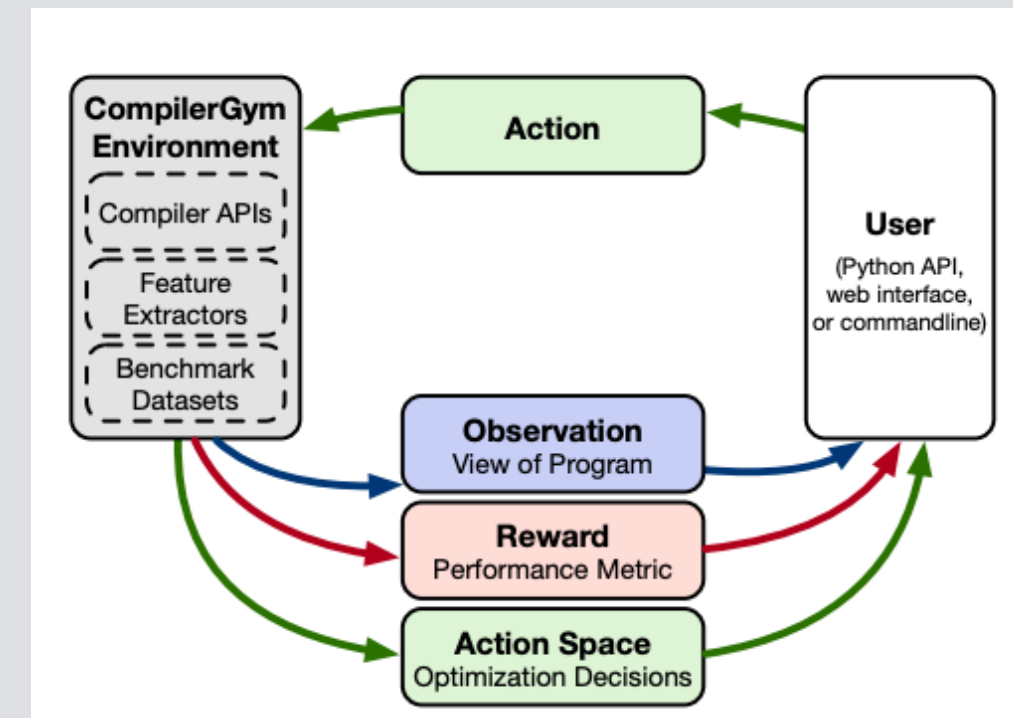 CompilerGym
Environment
Compiler APIs
Feature
Extractors
Benchmark
Datasets
Action
User
(Python API,
web interface,
or commandline)
Observation
View of Program
Reward
Performance Metric
Action Space
Optimization Decisions